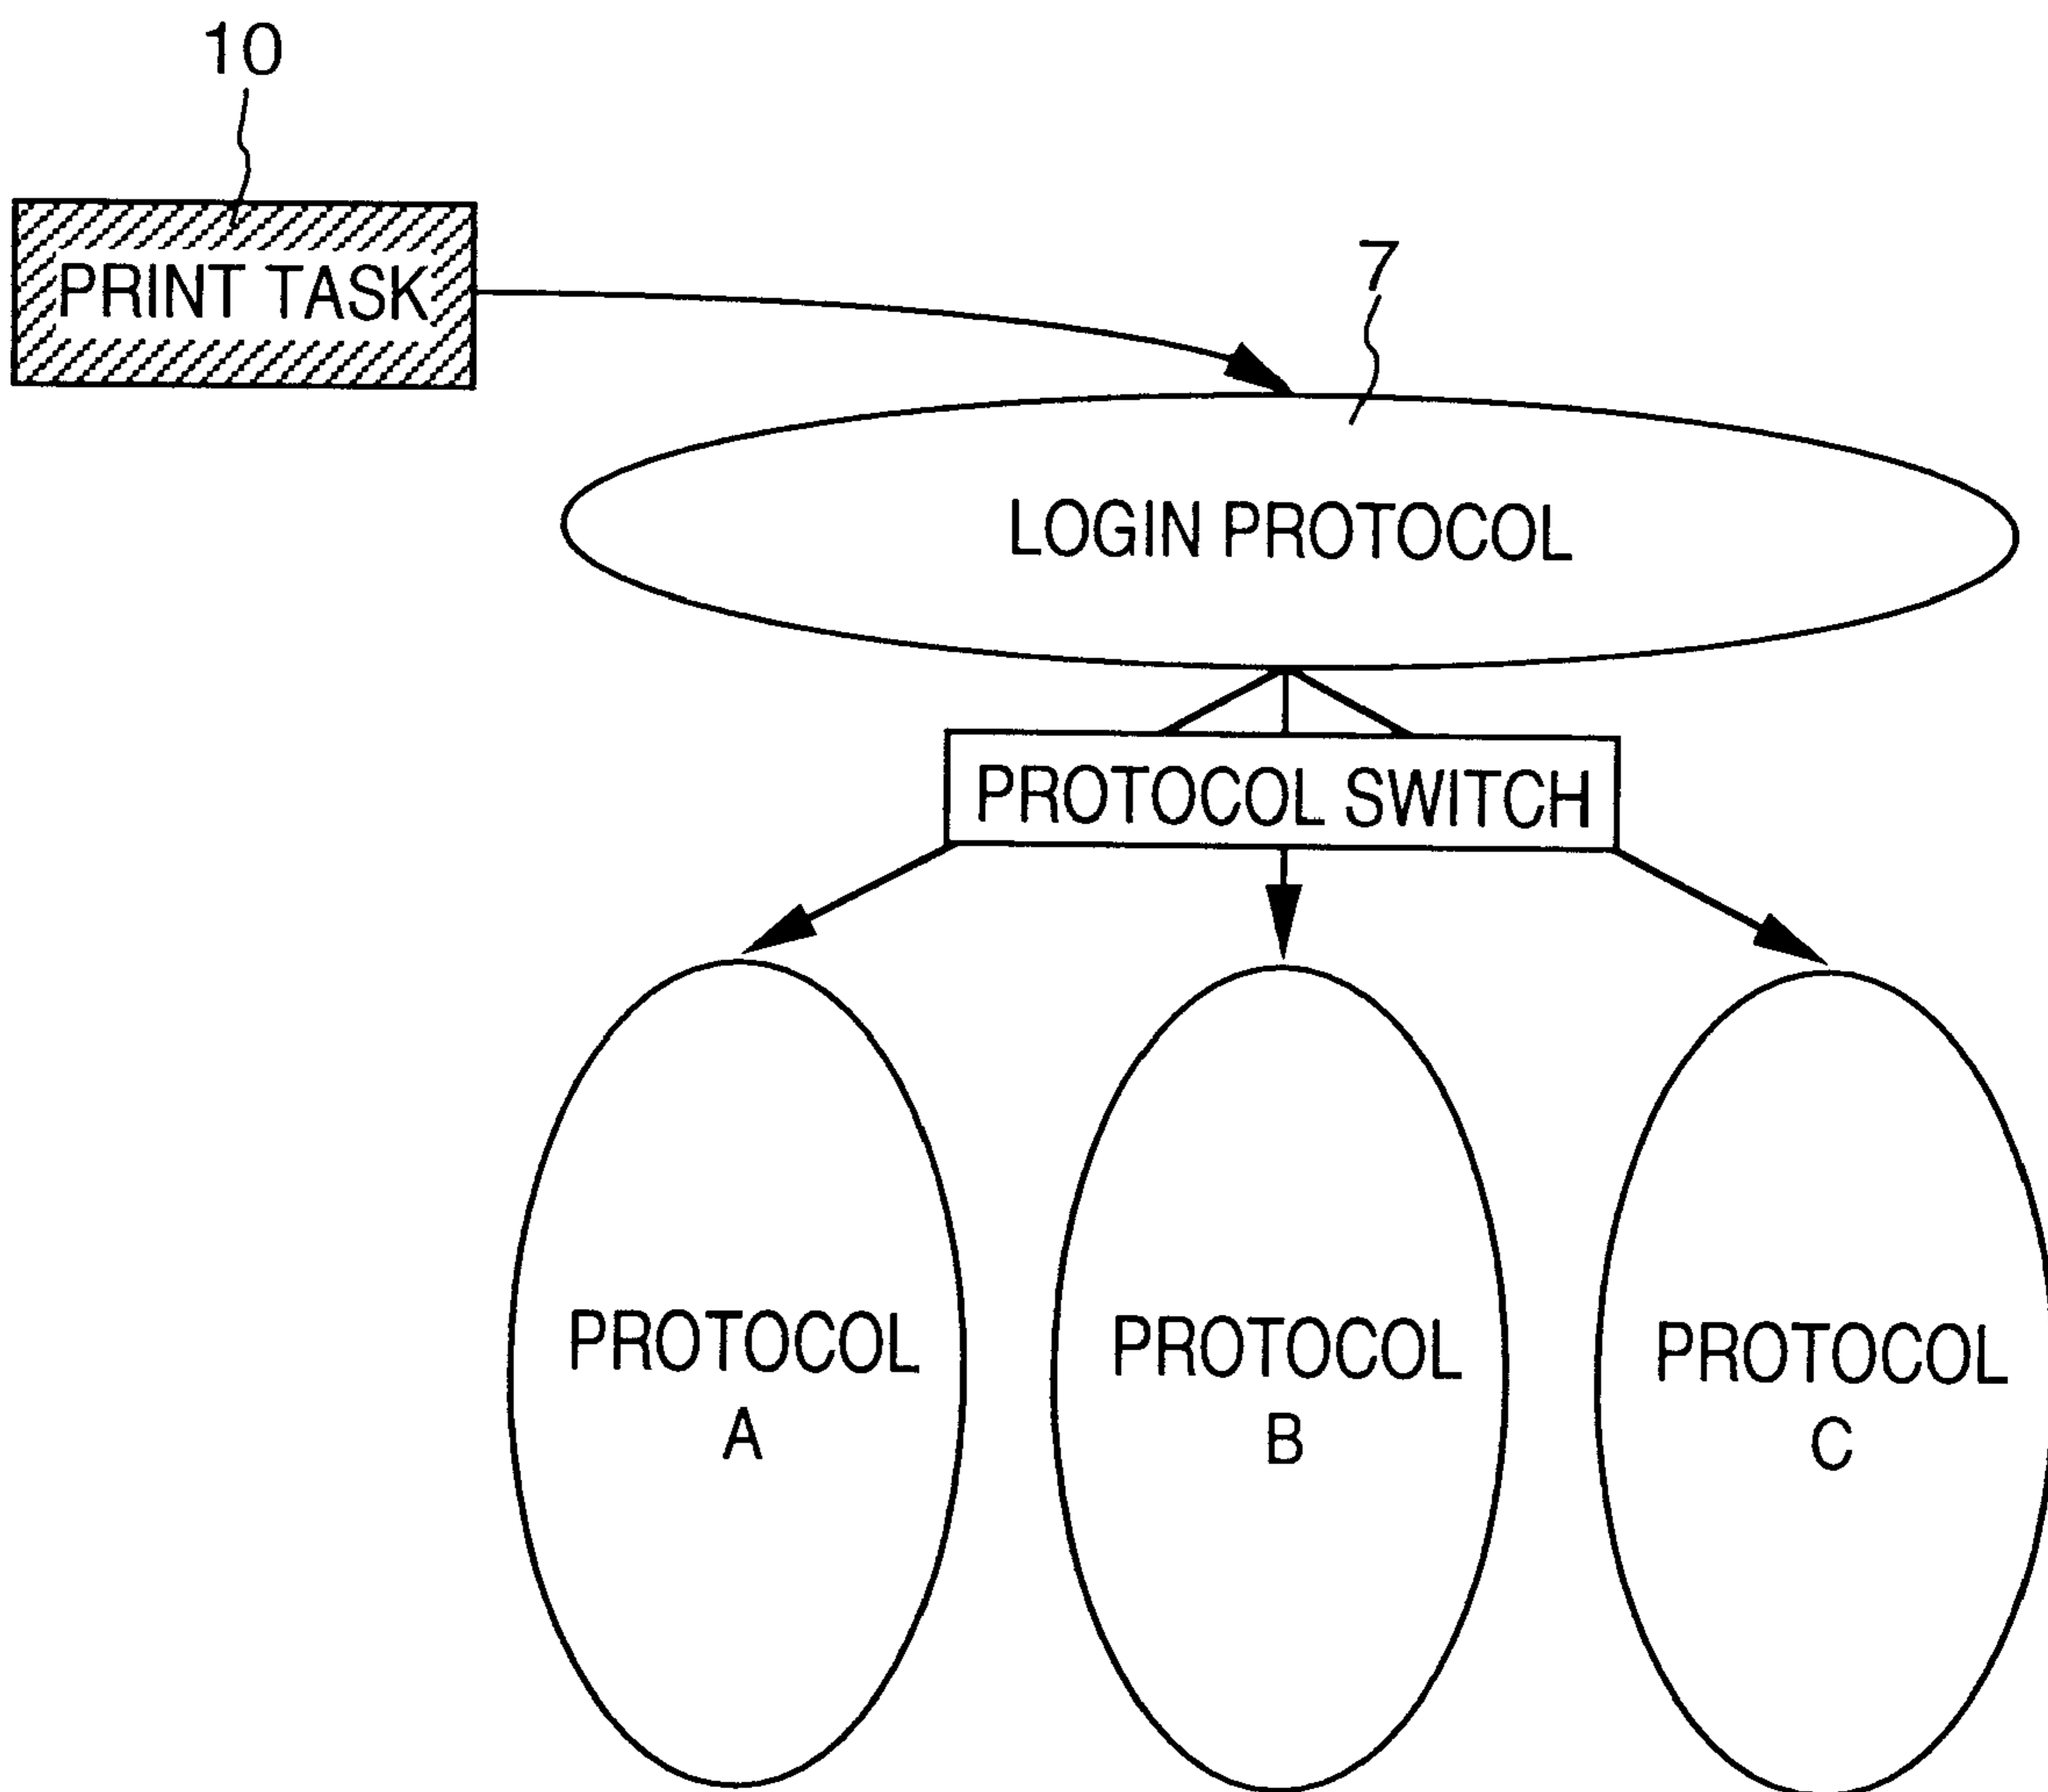 10
PRINT TASK
7
LOGIN PROTOCOL
PROTOCOL SWITCH
PROTOCOL
A
PROTOCOL
B
PROTOCOL
C